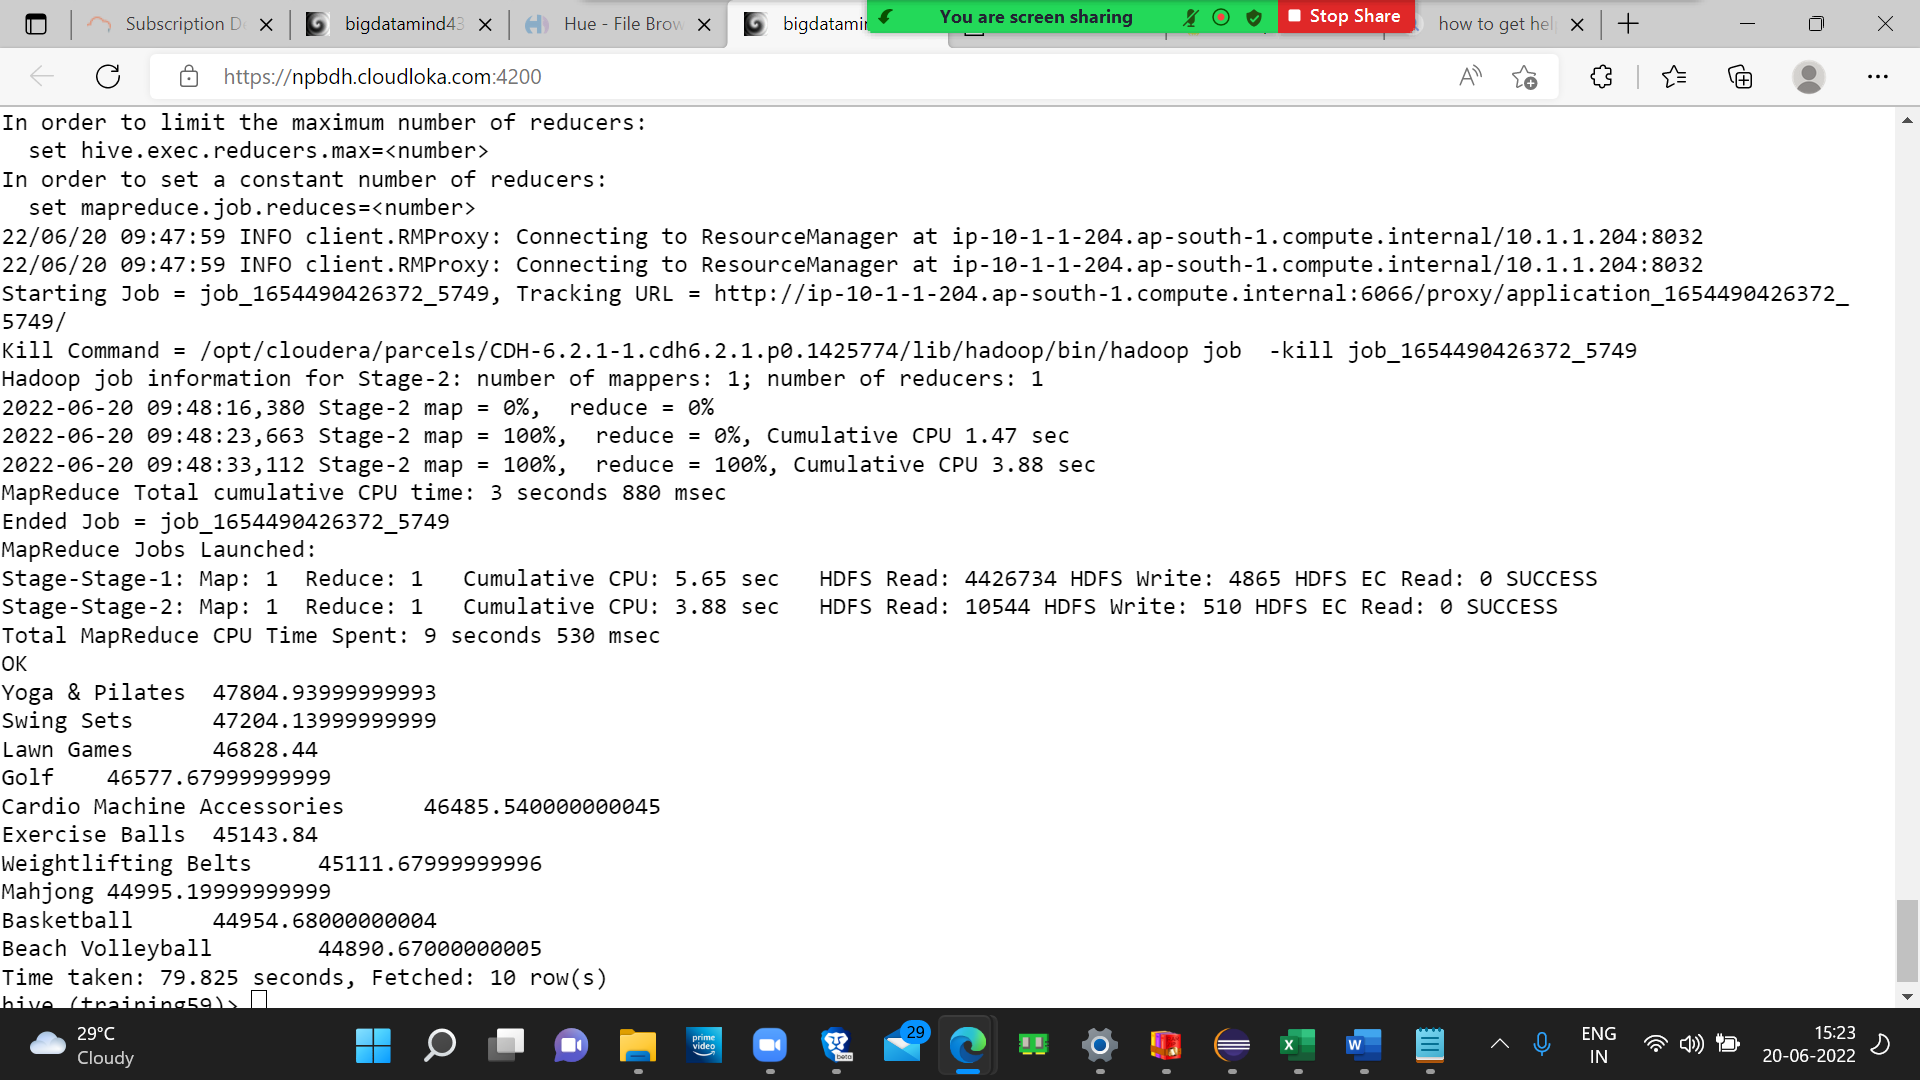 Subscription D
bigdatamind43
Hue - File Brow
bigdatamin
You are screen sharing
Stop Share
how to get hel
https://npbdh.cloudloka.com:4200
In order to limit the maximum number of reducers:
set hive.exec.reducers.max=<number>
In order to set a constant number of reducers:
set mapreduce.job.reduces=<number>
22/06/20 09:47:59 INFO client.RMProxy: Connecting to ResourceManager at ip-10-1-1-204.ap-south-1.compute.internal/10.1.1.204:8032
22/06/20 09:47:59 INFO client.RMProxy: Connecting to ResourceManager at ip-10-1-1-204.ap-south-1.compute.internal/10.1.1.204:8032
Starting Job = job_1654490426372_5749, Tracking URL = http://ip-10-1-1-204.ap-south-1.compute.internal:6066/proxy/application_1654490426372_
5749/
Kill Command = /opt/cloudera/parcels/CDH-6.2.1-1.cdh6.2.1.p0.1425774/lib/hadoop/bin/hadoop job  -kill job_1654490426372_5749
Hadoop job information for Stage-2: number of mappers: 1; number of reducers: 1
2022-06-20 09:48:16,380 Stage-2 map = 0%,  reduce = 0%
2022-06-20 09:48:23,663 Stage-2 map = 100%,  reduce = 0%, Cumulative CPU 1.47 sec
2022-06-20 09:48:33,112 Stage-2 map = 100%,  reduce = 100%, Cumulative CPU 3.88 sec
MapReduce Total cumulative CPU time: 3 seconds 880 msec
Ended Job = job_1654490426372_5749
MapReduce Jobs Launched:
Stage-Stage-1: Map: 1  Reduce: 1   Cumulative CPU: 5.65 sec   HDFS Read: 4426734 HDFS Write: 4865 HDFS EC Read: 0 SUCCESS
Stage-Stage-2: Map: 1  Reduce: 1   Cumulative CPU: 3.88 sec   HDFS Read: 10544 HDFS Write: 510 HDFS EC Read: 0 SUCCESS
Total MapReduce CPU Time Spent: 9 seconds 530 msec
OK
Yoga & Pilates  47804.93999999993
Swing Sets      47204.13999999999
Lawn Games      46828.44
Golf    46577.67999999999
Cardio Machine Accessories      46485.540000000045
Exercise Balls  45143.84
Weightlifting Belts     45111.67999999996
Mahjong 44995.19999999999
Basketball      44954.68000000004
Beach Volleyball        44890.67000000005
Time taken: 79.825 seconds, Fetched: 10 row(s)
hive (training59)>
29°C
Cloudy
prime video
beta
29
ENG
IN
15:23
20-06-2022